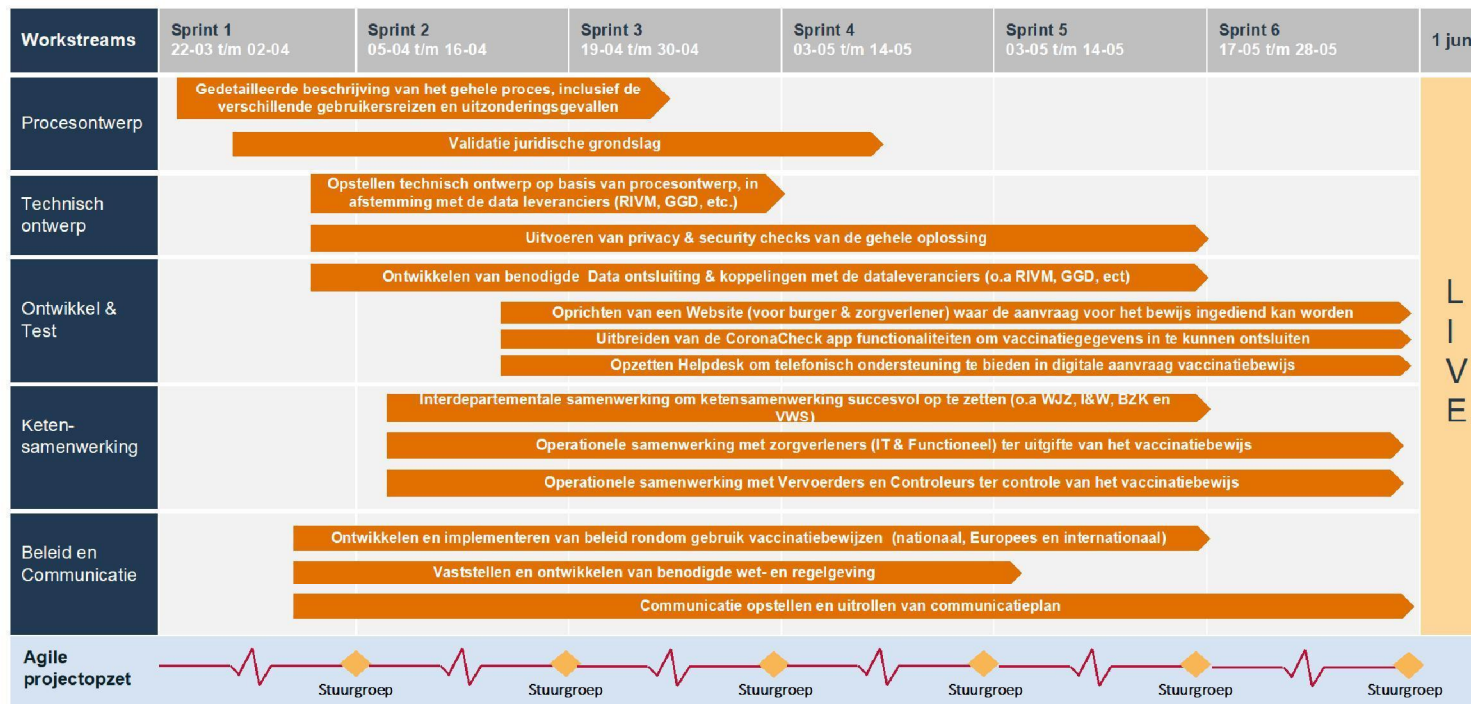 Workstreams
Sprint 1
22-03 t/m 02-04
Sprint 2
05-04 t/m 16-04
Sprint 3
19-04 t/m 30-04
Sprint 4
03-05 t/m 14-05
Sprint 5
03-05 t/m 14-05
Sprint 6
17-05 t/m 28-05
1 jun
Procesontwerp
Gedetailleerde beschrijving van het gehele proces, inclusief de
verschillende gebruikersreizen en uitzonderingsgevallen
Validatie juridische grondslag
Technisch
ontwerp
Opstellen technisch ontwerp op basis van procesontwerp, in
afstemming met de data leveranciers (RIVM, GGD, etc.)
Uitvoeren van privacy & security checks van de gehele oplossing
Ontwikkel &
Test
Ontwikkelen van benodigde Data ontsluiting & koppelingen met de dataleveranciers (o.a RIVM, GGD, ect)
Oprichten van een Website (voor burger & zorgverlener) waar de aanvraag voor het bewijs ingediend kan worden
Uitbreiden van de CoronaCheck app functionaliteiten om vaccinatiegegevens in te kunnen ontsluiten
Opzetten Helpdesk om telefonisch ondersteuning te bieden in digitale aanvraag vaccinatiebewijs
Keten-
samenwerking
Interdepartementale samenwerking om ketensamenwerking succesvol op te zetten (o.a WJZ, I&W, BZK en
VWS)
Operationele samenwerking met zorgverleners (IT & Functioneel) ter uitgifte van het vaccinatiebewijs
Operationele samenwerking met Vervoerders en Controleurs ter controle van het vaccinatiebewijs
Beleid en
Communicatie
Ontwikkelen en implementeren van beleid rondom gebruik vaccinatiebewijzen (nationaal, Europees en internationaal)
Vaststellen en ontwikkelen van benodigde wet- en regelgeving
Communicatie opstellen en uitrollen van communicatieplan
L
I
V
E
Agile
projectopzet
Stuurgroep
Stuurgroep
Stuurgroep
Stuurgroep
Stuurgroep
Stuurgroep